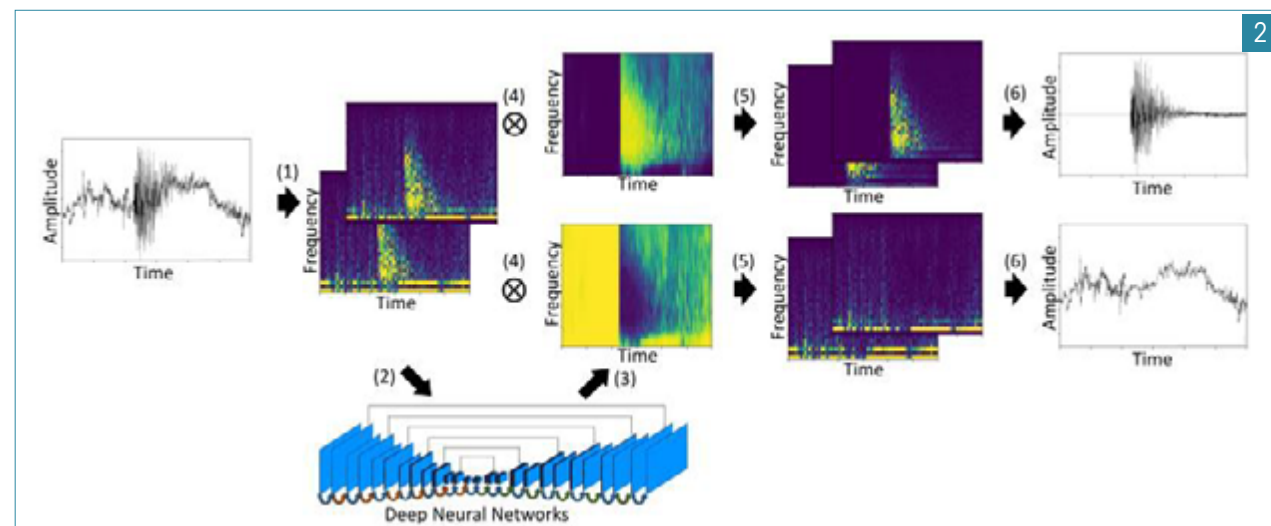 2
(1)
Amplitude
Time
Frequency
Time
(4)
(4)
Frequency
Time
Frequency
Time
(2)
(3)
Deep Neural Networks
(5)
(5)
Frequency
Time
Frequency
Time
(6)
(6)
Amplitude
Time
Amplitude
Time